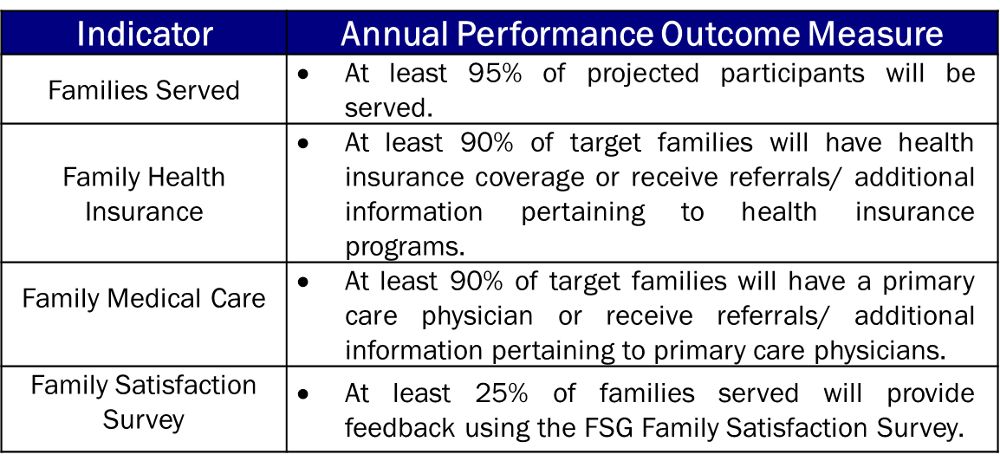 Indicator
Annual Performance Outcome Measure
Families Served
• At least 95% of projected participants will be
served.
Family Health
Insurance
• At least 90% of target families will have health
insurance coverage or receive referrals/ additional
information pertaining to health insurance
programs.
Family Medical Care
• At least 90% of target families will have a primary
care physician or receive referrals/ additional
information pertaining to primary care physicians.
Family Satisfaction
Survey
• At least 25% of families served will provide
feedback using the FSG Family Satisfaction Survey.